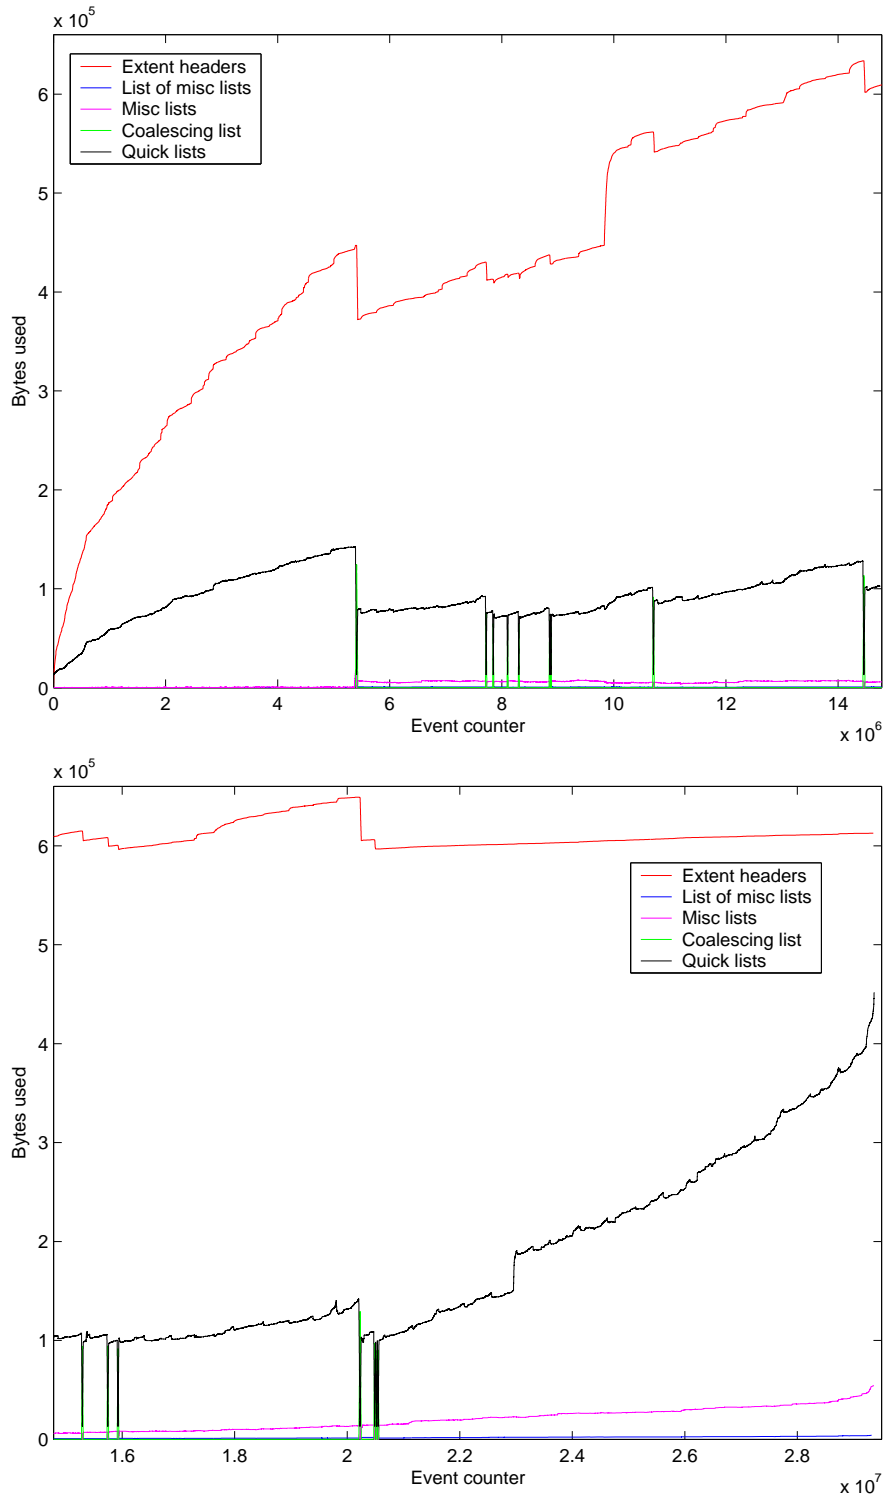 x 10^5
Extent headers
List of misc lists
Misc lists
Coalescing list
Quick lists
6
5
4
3
2
1
0
Bytes used
0 2 4 6 8 10 12 14
Event counter
x 10^6
x 10^5
6
5
4
3
2
1
0
Extent headers
List of misc lists
Misc lists
Coalescing list
Quick lists
Bytes used
1.6 1.8 2 2.2 2.4 2.6 2.8
Event counter
x 10^7